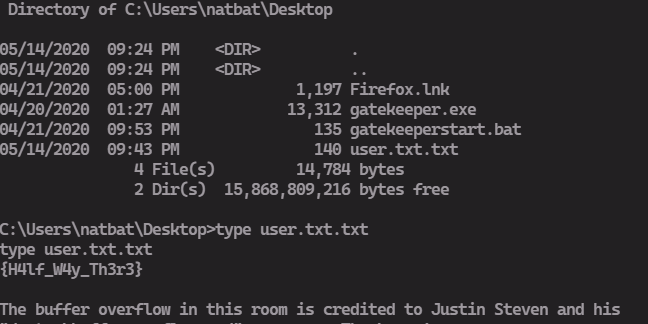 Directory of C:\Users\natbat\Desktop
05/14/2020  09:24 PM    <DIR>          .
05/14/2020  09:24 PM    <DIR>          ..
04/21/2020  05:00 PM             1,197 Firefox.lnk
04/20/2020  01:27 AM            13,312 gatekeeper.exe
04/21/2020  09:53 PM               135 gatekeeperstart.bat
05/14/2020  09:43 PM               140 user.txt.txt
               4 File(s)         14,784 bytes
               2 Dir(s)  15,868,809,216 bytes free
C:\Users\natbat\Desktop>type user.txt.txt
type user.txt.txt
{H4lf_W4y_Th3r3}
The buffer overflow in this room is credited to Justin Steven and his